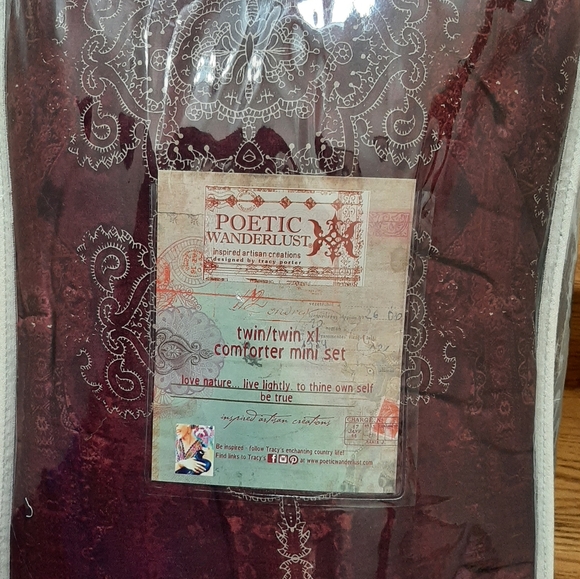 POETIC
WANDERLUST
inspired artisan creations
designed by tracy porter
twin/twin xl
comforter mini set
love nature... live lightly. to thine own self
be true
inspired artisan creations
Be inspired - follow Tracy's enchanting country life!
Find links to Tracy's at www.poeticwanderlust.com